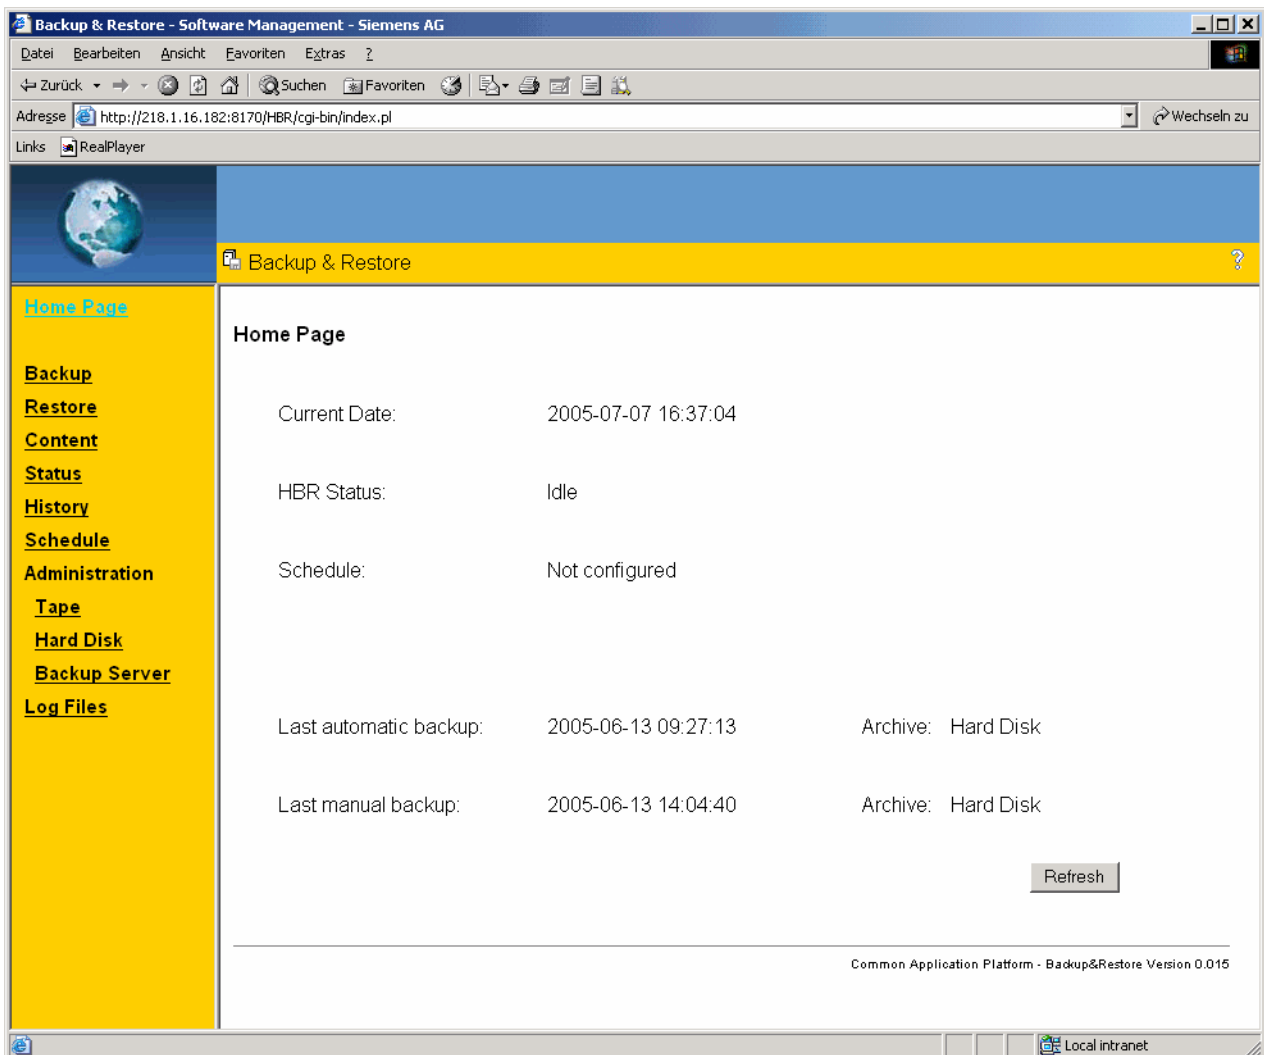 Backup & Restore - Software Management - Siemens AG
Datei Bearbeiten Ansicht Favoriten Extras ?
Zurück Suchen Favoriten
Adresse http://218.1.16.182:8170/HBR/cgi-bin/index.pl Wechseln zu
Links RealPlayer
Backup & Restore ?
Home Page
Backup
Restore
Content
Status
History
Schedule
Administration
Tape
Hard Disk
Backup Server
Log Files
Home Page
Current Date: 2005-07-07 16:37:04
HBR Status: Idle
Schedule: Not configured
Last automatic backup: 2005-06-13 09:27:13 Archive: Hard Disk
Last manual backup: 2005-06-13 14:04:40 Archive: Hard Disk
Refresh
Common Application Platform - Backup&Restore Version 0.015
Local intranet